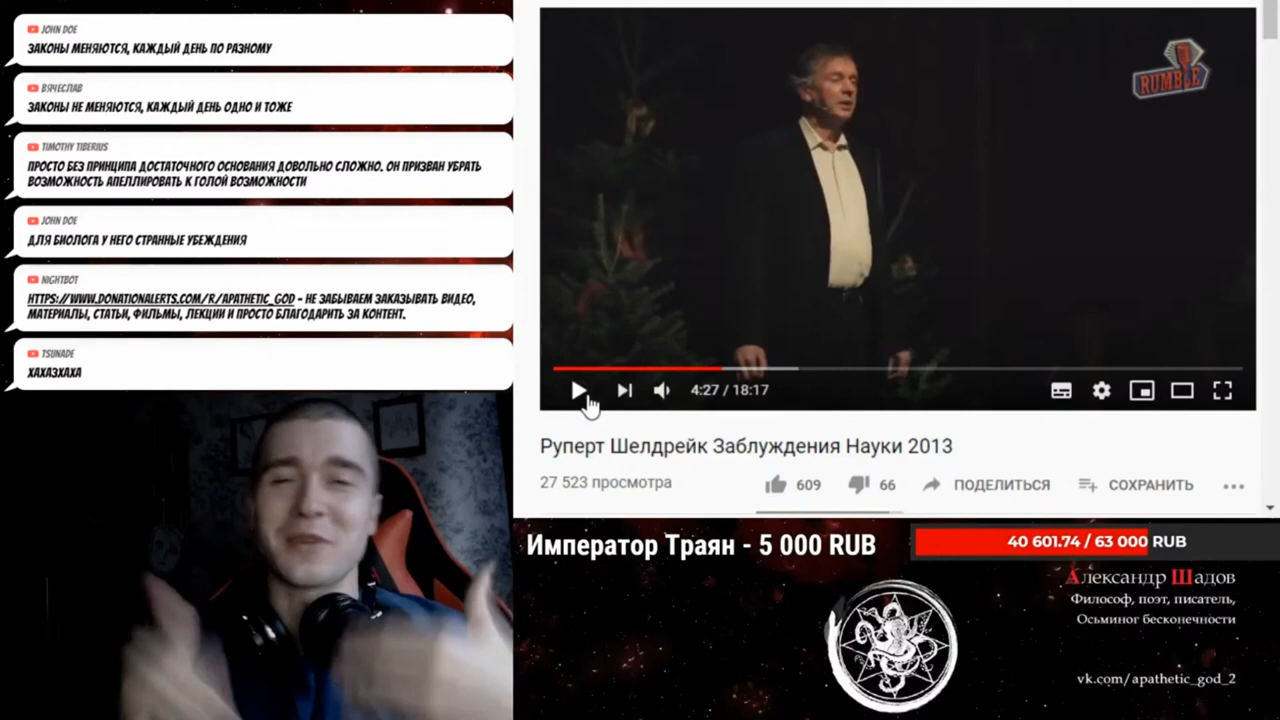 JOHN DOE
ЗАКОНЫ МЕНЯЮТСЯ, КАЖДЫЙ ДЕНЬ ПО РАЗНОМУ
ВЯЧЕСЛАВ
ЗАКОНЫ НЕ МЕНЯЮТСЯ, КАЖДЫЙ ДЕНЬ ОДНО И ТОЖЕ
TIMOTHY TIBERIUS
ПРОСТО БЕЗ ПРИНЦИПА ДОСТАТОЧНОГО ОСНОВАНИЯ ДОВОЛЬНО СЛОЖНО. ОН ПРИЗВАН УБРАТЬ
ВОЗМОЖНОСТЬ АПЕЛЛИРОВАТЬ К ГОЛОЙ ВОЗМОЖНОСТИ
JOHN DOE
ДЛЯ БИОЛОГА У НЕГО СТРАННЫЕ УБЕЖДЕНИЯ
NIGHTBOT
HTTPS://WWW.DONATIONALERTS.COM/R/APATHETIC_GOD - НЕ ЗАБЫВАЕМ ЗАКАЗЫВАТЬ ВИДЕО,
МАТЕРИАЛЫ, СТАТЬИ, ФИЛЬМЫ, ЛЕКЦИИ И ПРОСТО БЛАГОДАРИТЬ ЗА КОНТЕНТ.
TSUNADE
ХАХАЗХАХА
RUMBLE
4:27 / 18:17
Руперт Шелдрейк Заблуждения Науки 2013
27 523 просмотра
609
66
ПОДЕЛИТЬСЯ
СОХРАНИТЬ
Император Траян - 5 000 RUB
40 601.74 / 63 000 RUB
Александр Шадов
Философ, поэт, писатель,
Осьминог бесконечности
vk.com/apathetic_god_2